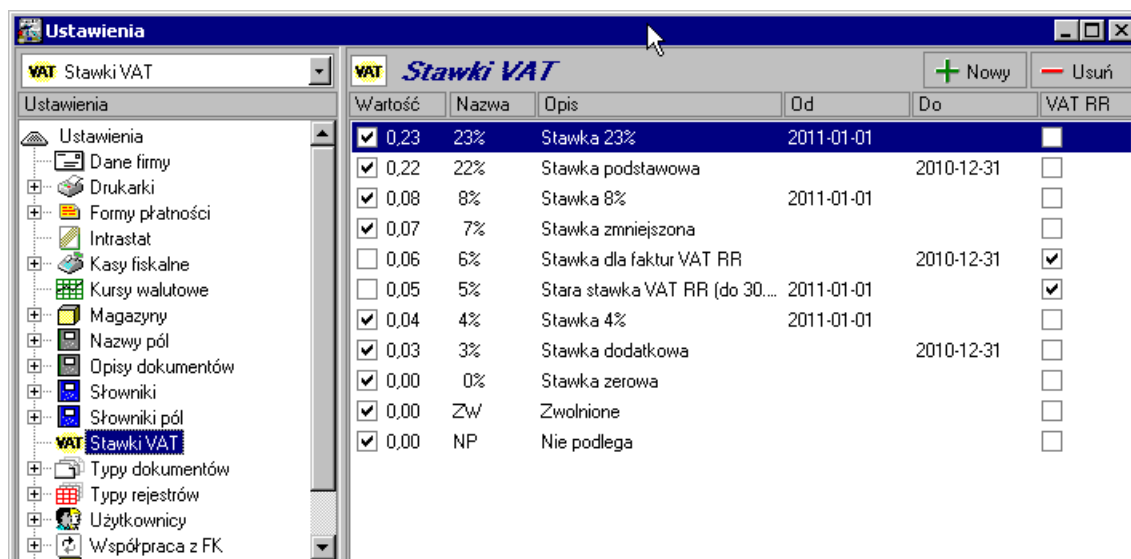 Ustawienia
VAT Stawki VAT
Ustawienia
Ustawienia
Dane firmy
Drukarki
Formy płatności
Intrastat
Kasy fiskalne
Kursy walutowe
Magazyny
Nazwy pól
Opisy dokumentów
Słowniki
Słowniki pól
VAT Stawki VAT
Typy dokumentów
Typy rejestrów
Użytkownicy
Współpraca z FK
VAT Stawki VAT Nowy Usuń
Wartość Nazwa Opis Od Do VAT RR
0,23 23% Stawka 23% 2011-01-01
0,22 22% Stawka podstawowa 2010-12-31
0,08 8% Stawka 8% 2011-01-01
0,07 7% Stawka zmniejszona
0,06 6% Stawka dla faktur VAT RR 2010-12-31
0,05 5% Stara stawka VAT RR (do 30.... 2011-01-01
0,04 4% Stawka 4% 2011-01-01
0,03 3% Stawka dodatkowa 2010-12-31
0,00 0% Stawka zerowa
0,00 ZW Zwolnione
0,00 NP Nie podlega